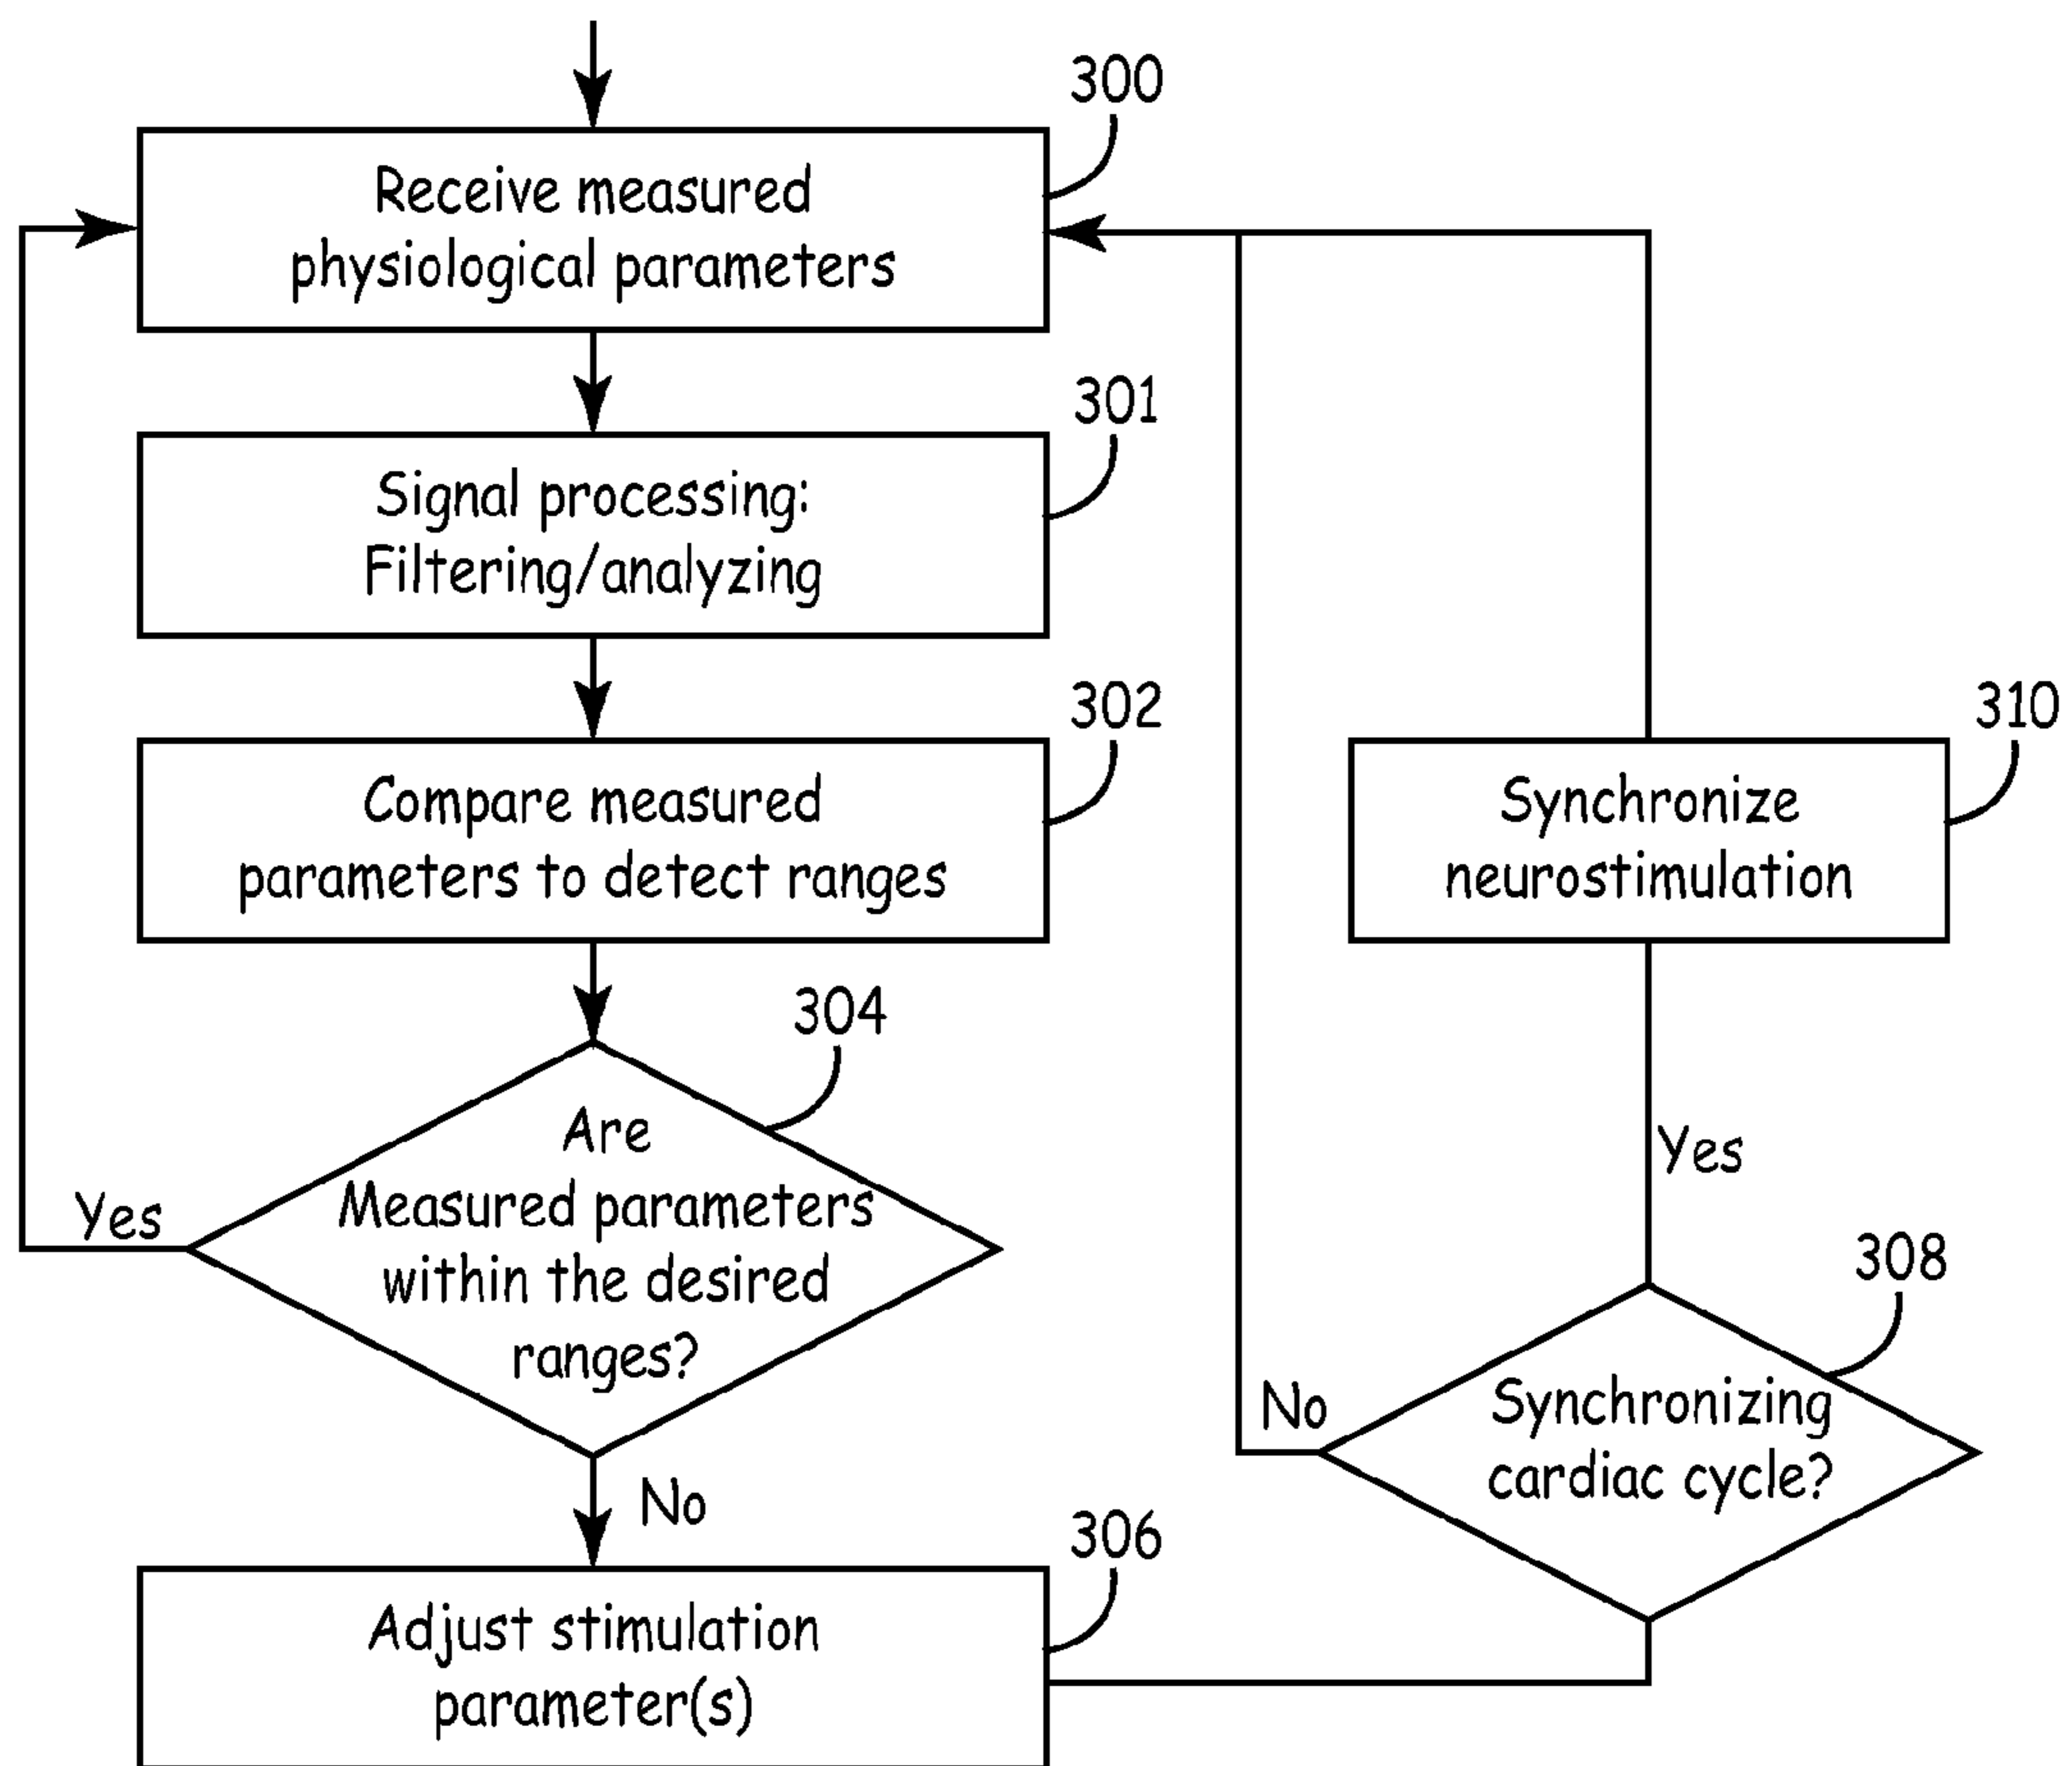 300
Receive measured
physiological parameters
301
Signal processing:
Filtering/analyzing
302
Compare measured
parameters to detect ranges
304
Are
Measured parameters
within the desired
ranges?
Yes
No
306
Adjust stimulation
parameter(s)
308
Synchronizing
cardiac cycle?
No
Yes
310
Synchronize
neurostimulation